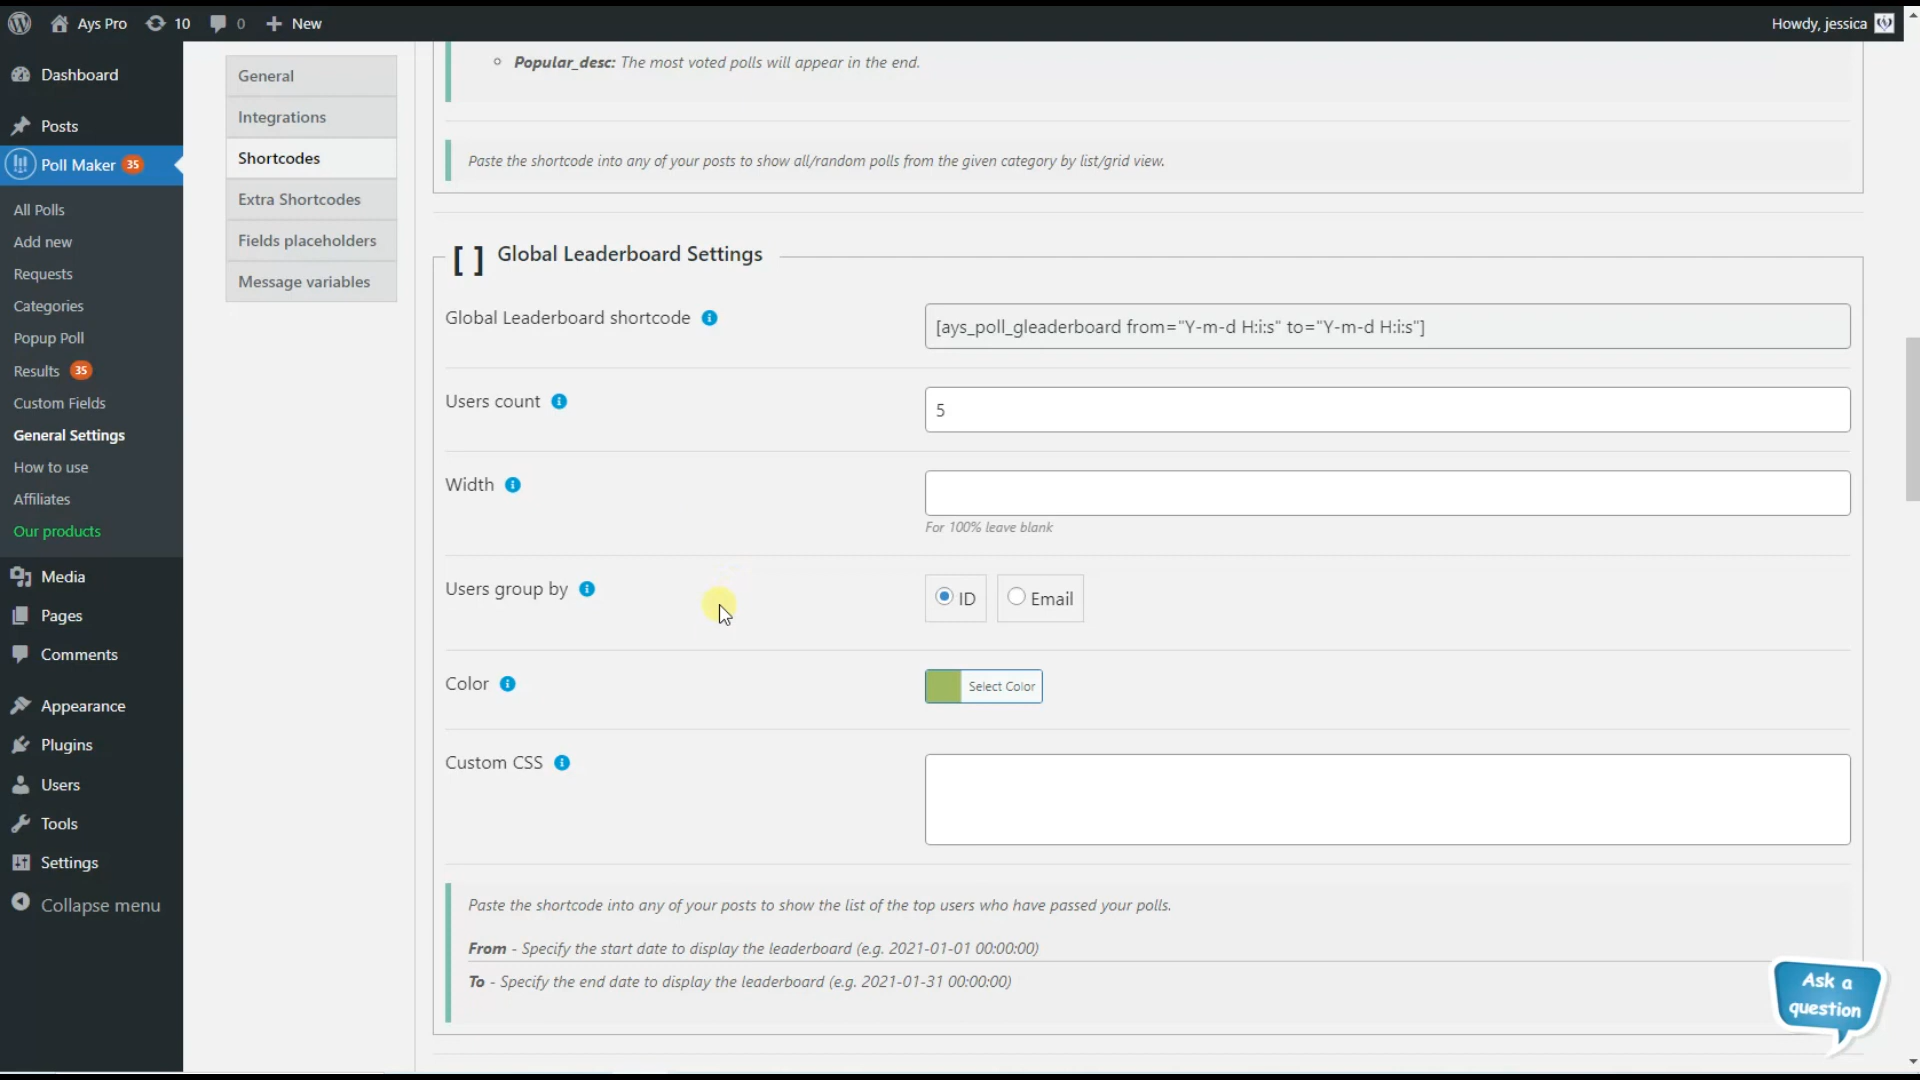 Ays Pro
10
0
New
Howdy, jessica
Dashboard
Posts
Poll Maker 35
All Polls
Add new
Requests
Categories
Popup Poll
Results 35
Custom Fields
General Settings
How to use
Affiliates
Our products
Media
Pages
Comments
Appearance
Plugins
Users
Tools
Settings
Collapse menu
General
Integrations
Shortcodes
Extra Shortcodes
Fields placeholders
Message variables
Popular_desc: The most voted polls will appear in the end.
Paste the shortcode into any of your posts to show all/random polls from the given category by list/grid view.
[ ] Global Leaderboard Settings
Global Leaderboard shortcode
[ays_poll_gleaderboard from="Y-m-d H:i:s" to="Y-m-d H:i:s"]
Users count
5
Width
For 100% leave blank
Users group by
ID
Email
Color
Select Color
Custom CSS
Paste the shortcode into any of your posts to show the list of the top users who have passed your polls.
From - Specify the start date to display the leaderboard (e.g. 2021-01-01 00:00:00)
To - Specify the end date to display the leaderboard (e.g. 2021-01-31 00:00:00)
Ask a
question